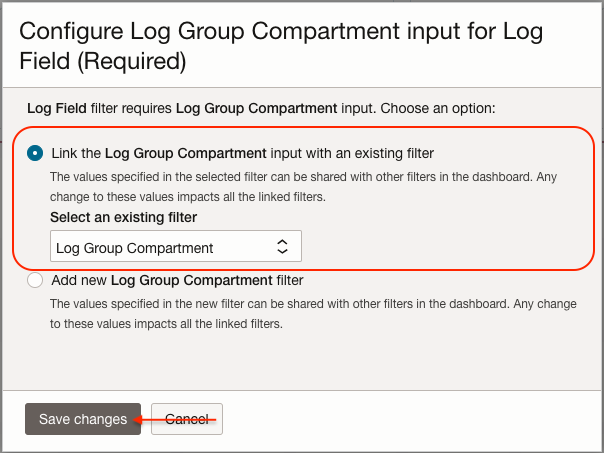 Configure Log Group Compartment input for Log
Field (Required)
Log Field filter requires Log Group Compartment input. Choose an option:
Link the Log Group Compartment input with an existing filter
The values specified in the selected filter can be shared with other filters in the dashboard. Any
change to these values impacts all the linked filters.
Select an existing filter
Log Group Compartment
Add new Log Group Compartment filter
The values specified in the new filter can be shared with other filters in the dashboard. Any change
to these values impacts all the linked filters.
Save changes Cancel